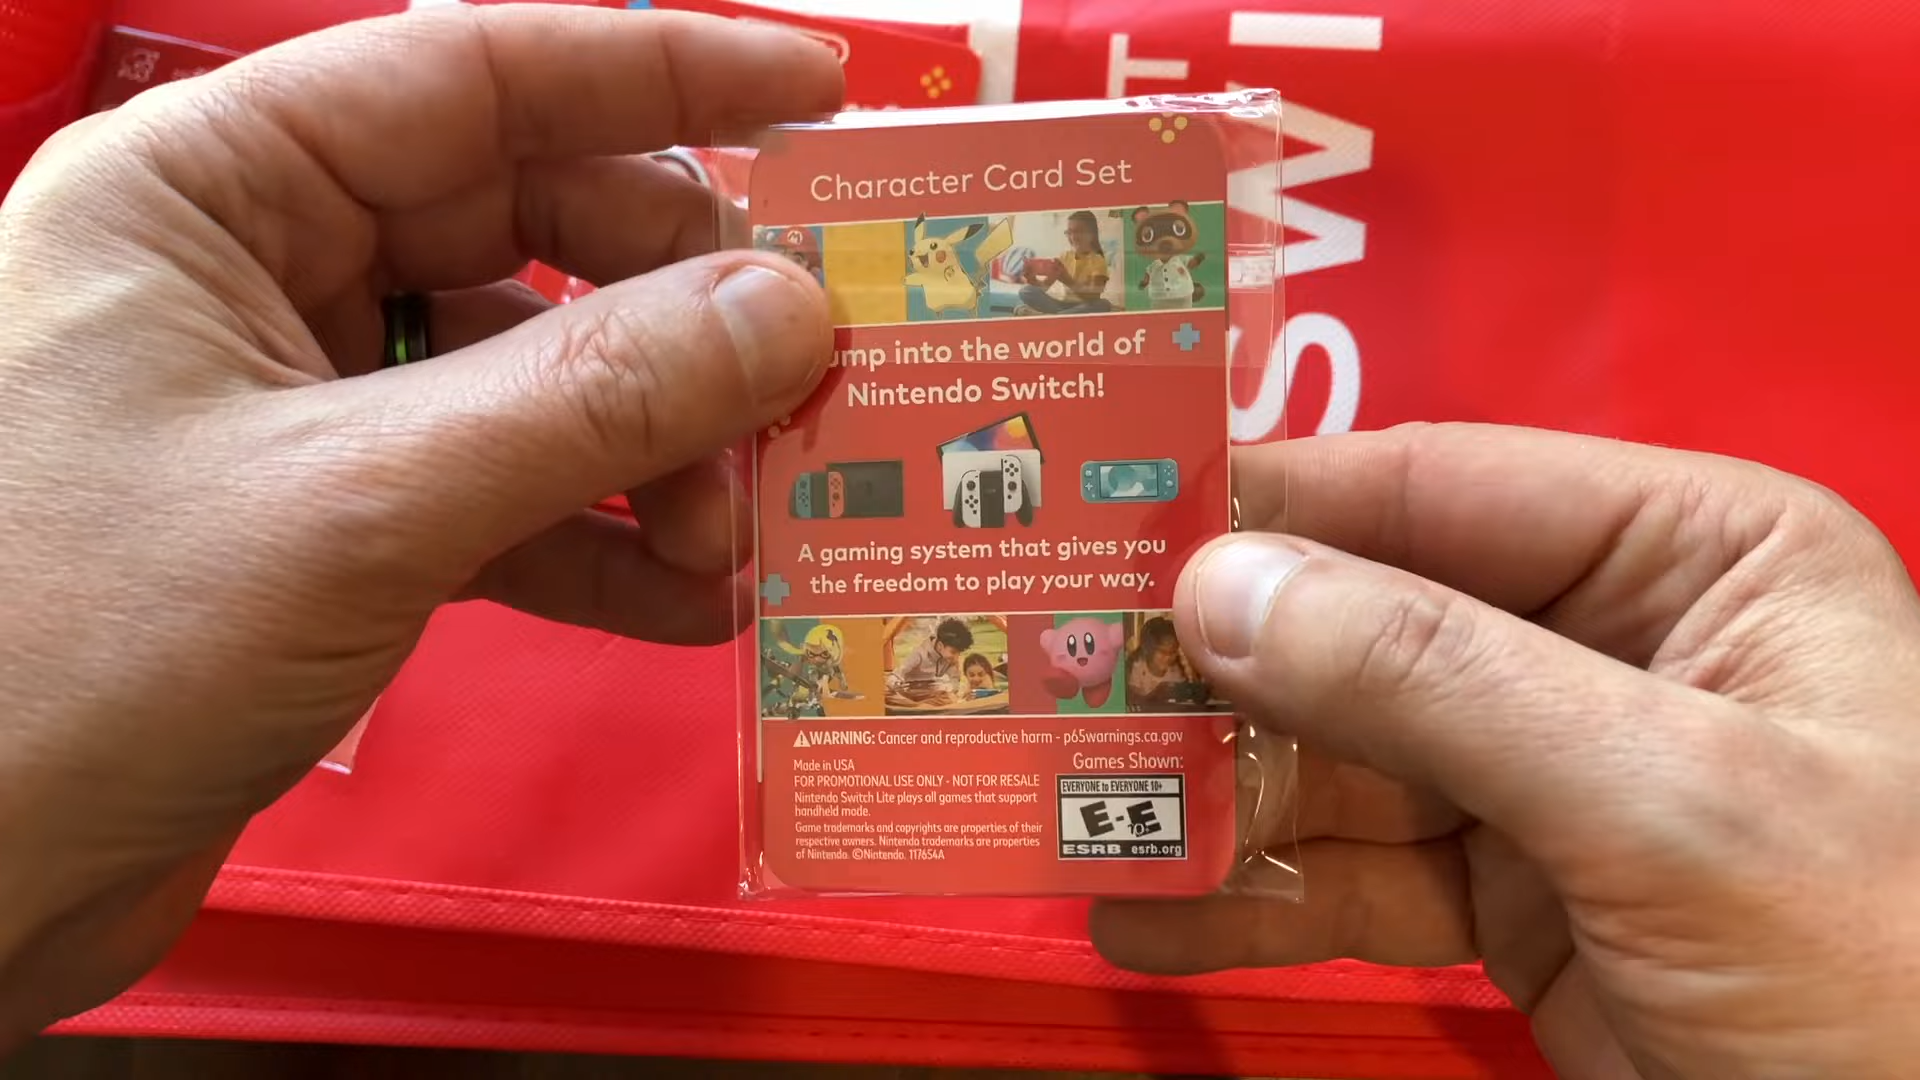 SWIT
Character Card Set
ump into the world of
Nintendo Switch!
A gaming system that gives you
the freedom to play your way.
WARNING: Cancer and reproductive harm - p65warnings.ca.gov
Made in USA
FOR PROMOTIONAL USE ONLY - NOT FOR RESALE
Nintendo Switch Lite plays all games that support
handheld mode.
Game trademarks and copyrights are properties of their
respective owners. Nintendo trademarks are properties
of Nintendo. ©Nintendo. 117654A
Games Shown:
EVERYONE to EVERYONE 10+
E-E
10+
ESRB esrb.org